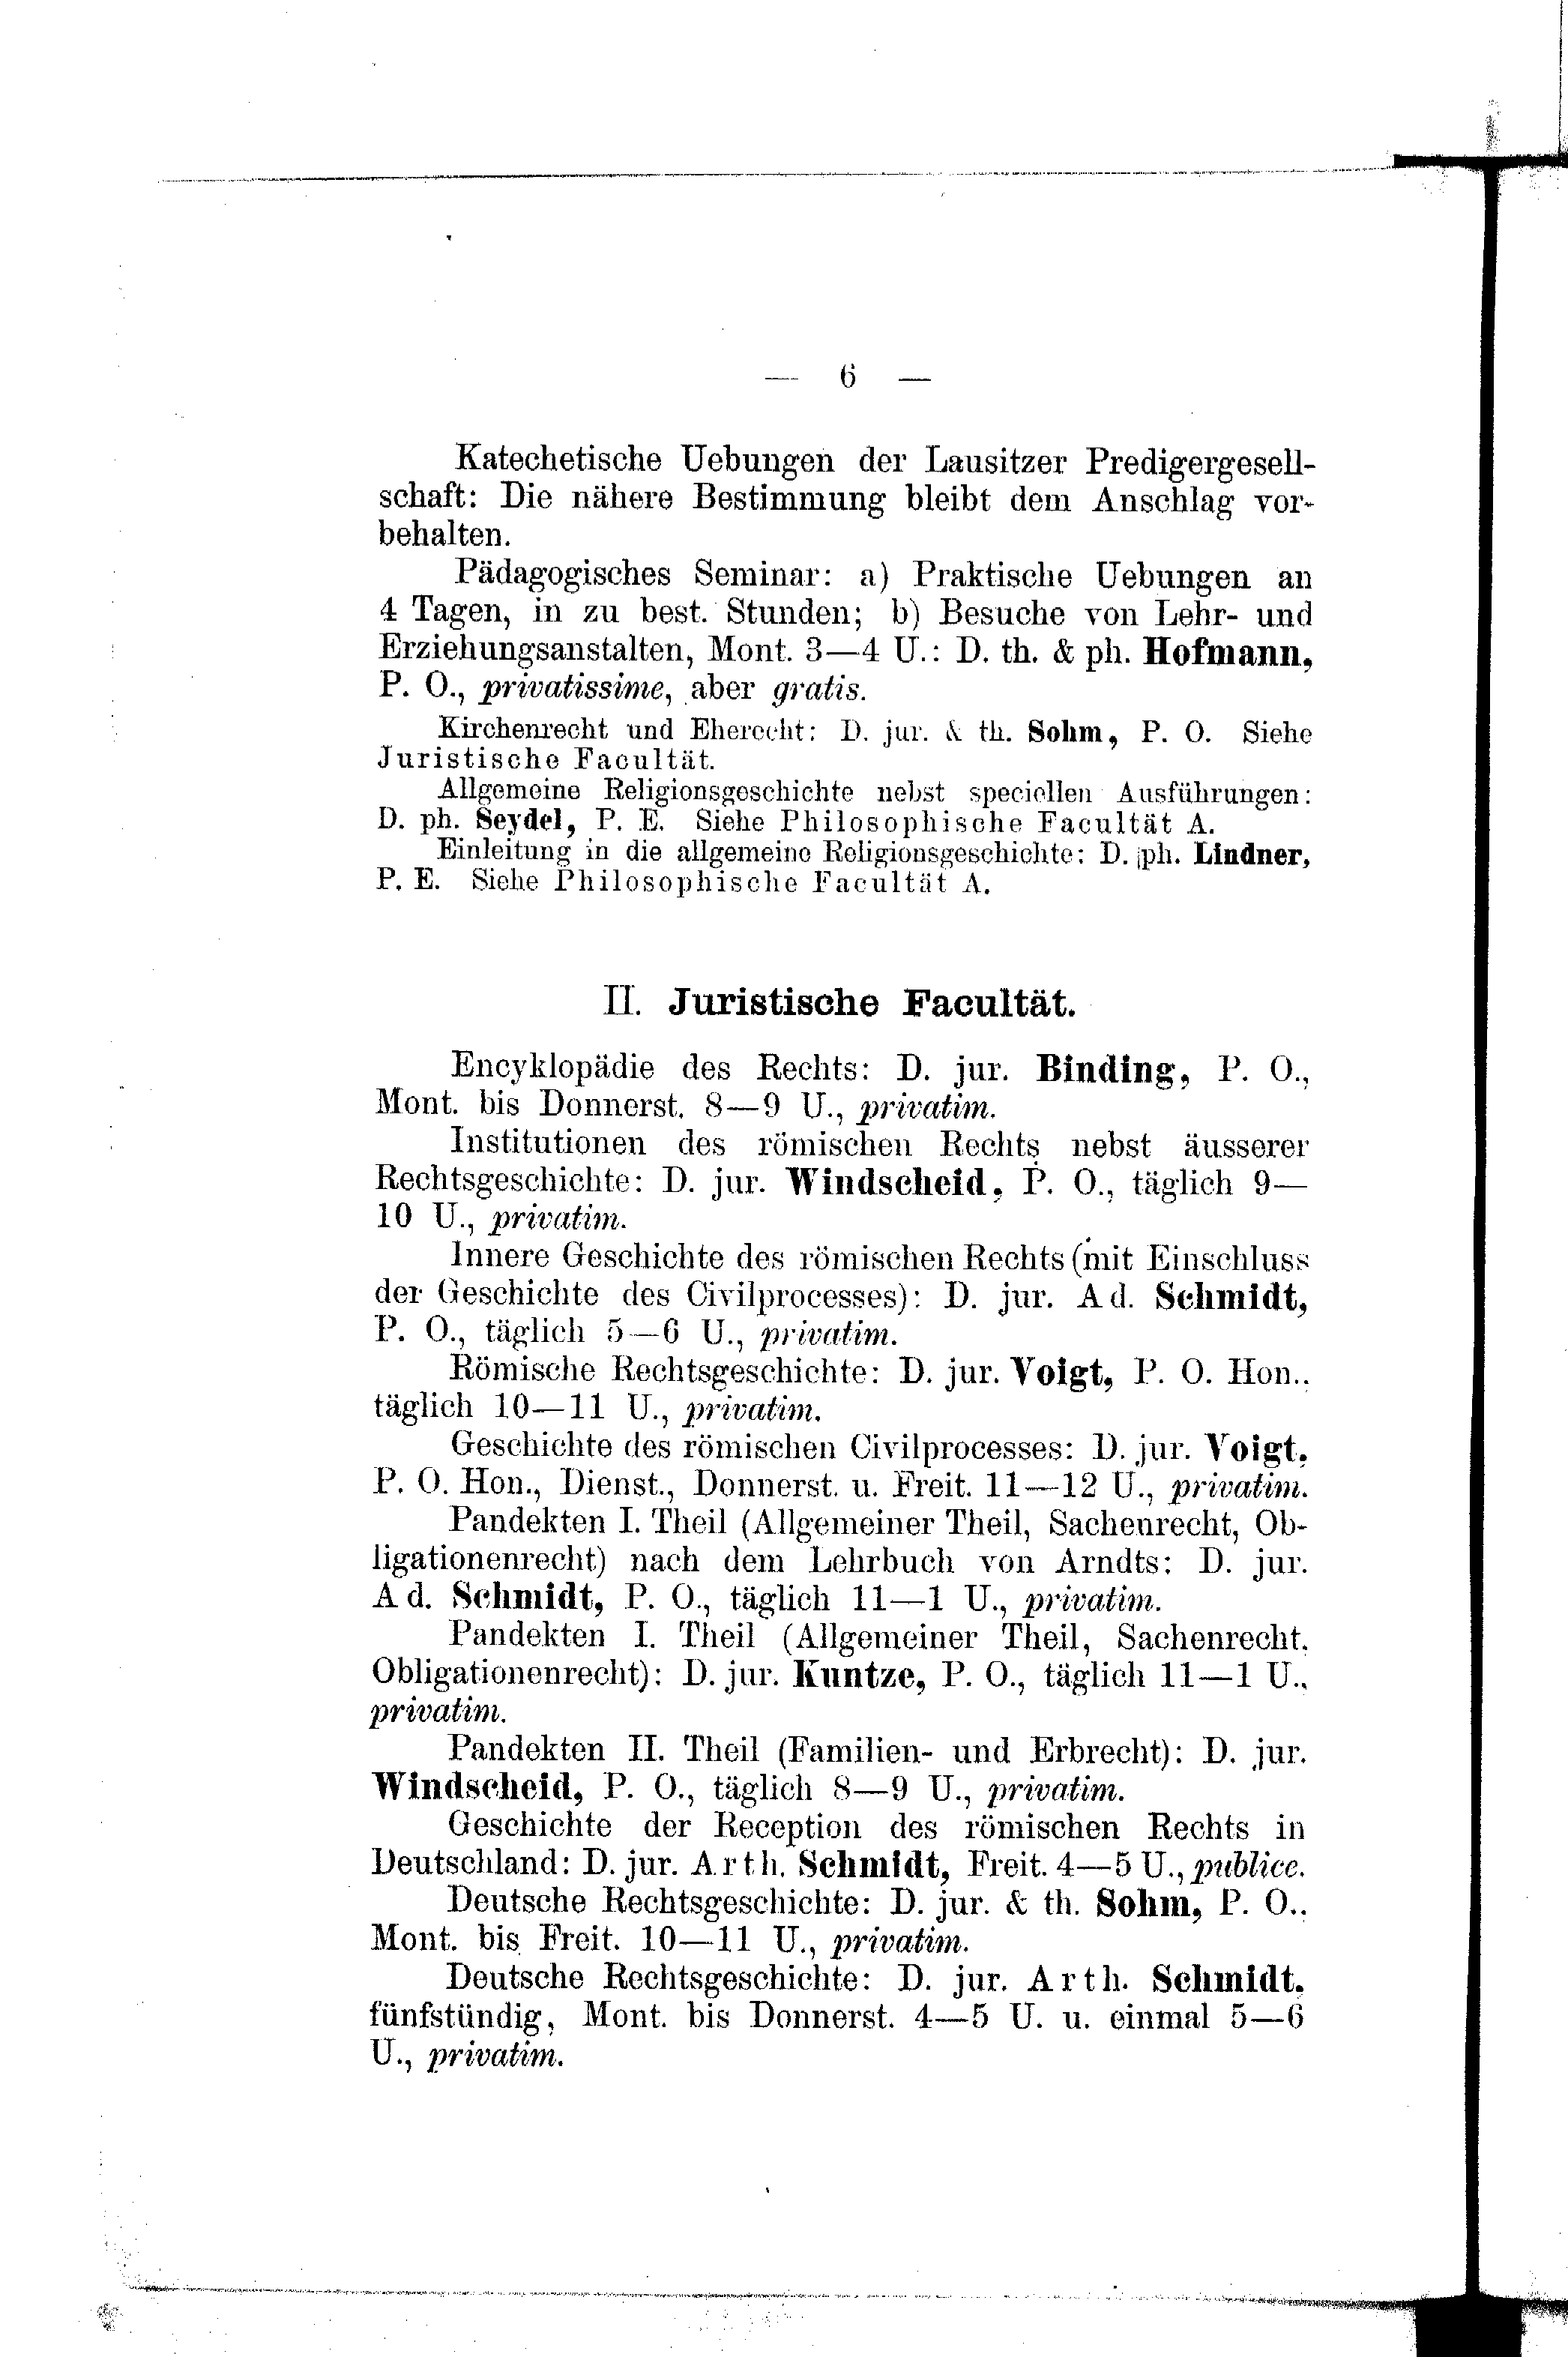 — 6 —
Katechetische Uebungen der Lausitzer Predigergesell-
schaft: Die nähere Bestimmung bleibt dem Anschlag vor-
behalten.
Pädagogisches Seminar: a) Praktische Uebungen an
4 Tagen, in zu best. Stunden; b) Besuche von Lehr- und
Erziehungsanstalten, Mont. 3—4 U.: D. th. & ph. Hofmann,
P. O., privatissime, aber gratis.
Kirchenrecht und Eherecht: D. jur. & th. Sohm, P. O. Siehe
Juristische Facultät.
Allgemeine Religionsgeschichte nebst speciellen Ausführungen:
D. ph. Seydel, P. E. Siehe Philosophische Facultät A.
Einleitung in die allgemeine Religionsgeschichte: D. ph. Lindner,
P. E. Siehe Philosophische Facultät A.
II. Juristische Facultät.
Encyklopädie des Rechts: D. jur. Binding, P. O.,
Mont. bis Donnerst. 8—9 U., privatim.
Institutionen des römischen Rechts nebst äusserer
Rechtsgeschichte: D. jur. Windscheid, P. O., täglich 9—
10 U., privatim.
Innere Geschichte des römischen Rechts (mit Einschluss
der Geschichte des Civilprocesses): D. jur. Ad. Schmidt,
P. O., täglich 5—6 U., privatim.
Römische Rechtsgeschichte: D. jur. Voigt, P. O. Hon.,
täglich 10—11 U., privatim.
Geschichte des römischen Civilprocesses: D. jur. Voigt,
P. O. Hon., Dienst., Donnerst. u. Freit. 11—12 U., privatim.
Pandekten I. Theil (Allgemeiner Theil, Sachenrecht, Ob-
ligationenrecht) nach dem Lehrbuch von Arndts: D. jur.
Ad. Schmidt, P. O., täglich 11—1 U., privatim.
Pandekten I. Theil (Allgemeiner Theil, Sachenrecht,
Obligationenrecht): D. jur. Kuntze, P. O., täglich 11—1 U.,
privatim.
Pandekten II. Theil (Familien- und Erbrecht): D. jur.
Windscheid, P. O., täglich 8—9 U., privatim.
Geschichte der Reception des römischen Rechts in
Deutschland: D. jur. Arth. Schmidt, Freit. 4—5 U., publice.
Deutsche Rechtsgeschichte: D. jur. & th. Sohm, P. O.,
Mont. bis Freit. 10—11 U., privatim.
Deutsche Rechtsgeschichte: D. jur. Arth. Schmidt,
fünfstündig, Mont. bis Donnerst. 4—5 U. u. einmal 5—6
U., privatim.